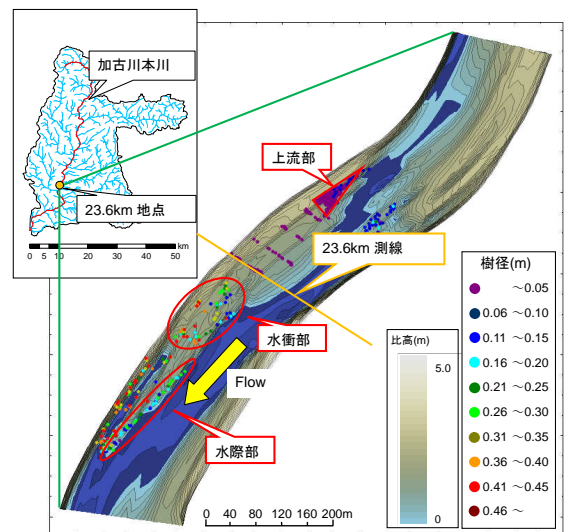 加古川本川
23.6km 地点
km
0 5 10 20 30 40 50
上流部
23.6km 測線
水衝部
Flow
水際部
0 40 80 120 160 200m
比高(m)
5.0
0
樹径(m)
～0.05
0.06 ～0.10
0.11 ～0.15
0.16 ～0.20
0.21 ～0.25
0.26 ～0.30
0.31 ～0.35
0.36 ～0.40
0.41 ～0.45
0.46 ～